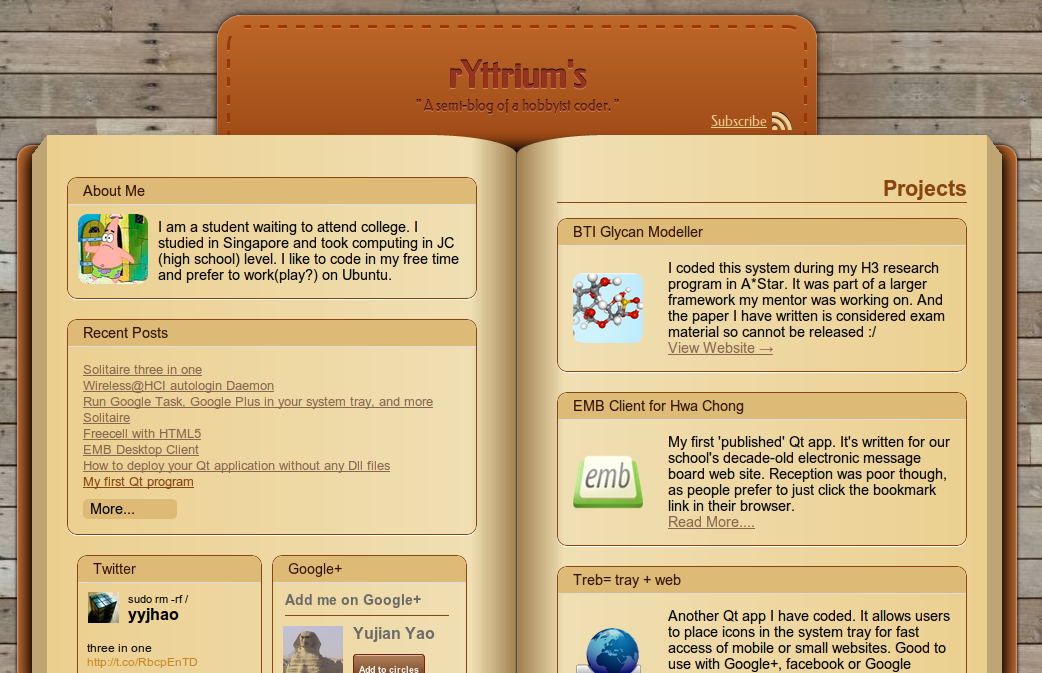 rYttrium's
" A semi-blog of a hobbyist coder. "
Subscribe
About Me
I am a student waiting to attend college. I
studied in Singapore and took computing in JC
(high school) level. I like to code in my free time
and prefer to work(play?) on Ubuntu.
Recent Posts
Solitaire three in one
Wireless@HCI autologin Daemon
Run Google Task, Google Plus in your system tray, and more
Solitaire
Freecell with HTML5
EMB Desktop Client
How to deploy your Qt application without any Dll files
My first Qt program
More...
Twitter
sudo rm -rf /
yyjhao
three in one
http://t.co/RbcpEnTD
Google+
Add me on Google+
Yujian Yao
Add to circles
Projects
BTI Glycan Modeller
I coded this system during my H3 research
program in A*Star. It was part of a larger
framework my mentor was working on. And
the paper I have written is considered exam
material so cannot be released :/
View Website →
EMB Client for Hwa Chong
emb
My first 'published' Qt app. It's written for our
school's decade-old electronic message
board web site. Reception was poor though,
as people prefer to just click the bookmark
link in their browser.
Read More....
Treb= tray + web
Another Qt app I have coded. It allows users
to place icons in the system tray for fast
access of mobile or small websites. Good to
use with Google+, facebook or Google